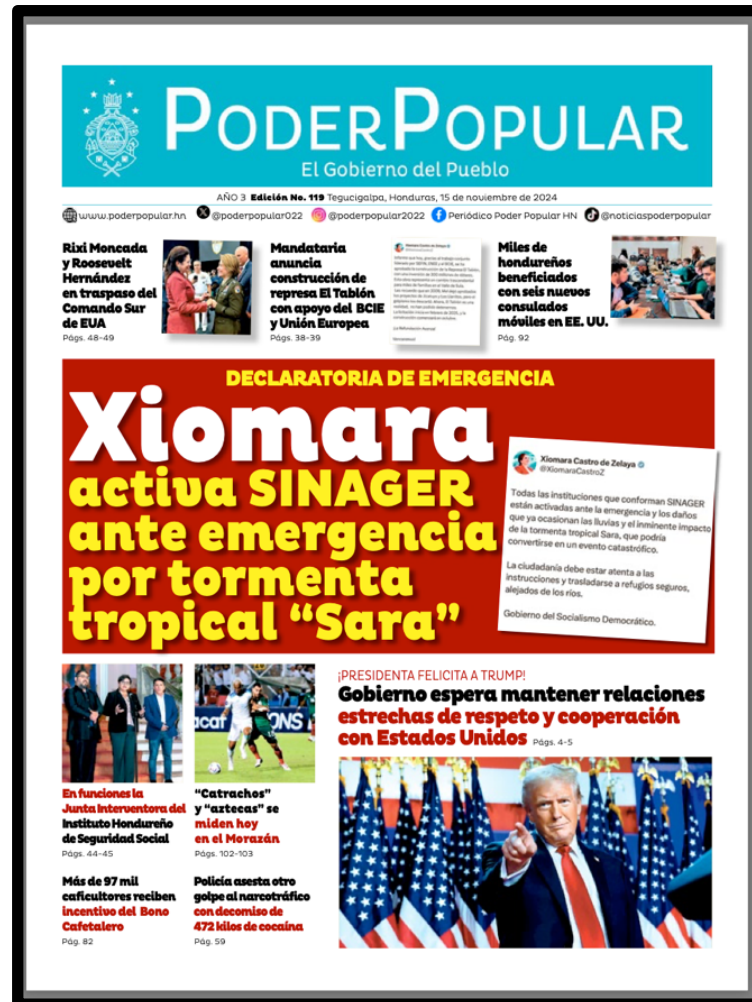 PODERPOPULAR
El Gobierno del Pueblo
AÑO 3 Edición No. 119 Tegucigalpa, Honduras, 15 de noviembre de 2024
www.poderpopular.hn @poderpopular022 @poderpopular2022 Periódico Poder Popular HN @noticiaspoderpopular
Rixi Moncada
y Roosevelt
Hernández
en traspaso del
Comando Sur
de EUA
Págs. 48-49
Mandataria
anuncia
construcción de
represa El Tablón
con apoyo del BCIE
y Unión Europea
Págs. 38-39
Miles de
hondureños
beneficiados
con seis nuevos
consulados
móviles en EE. UU.
Pág. 92
DECLARATORIA DE EMERGENCIA
Xiomara
activa SINAGER
ante emergencia
por tormenta
tropical “Sara”
Xiomara Castro de Zelaya
@XiomaraCastroZ
Todas las instituciones que conforman SINAGER
están activadas ante la emergencia y los daños
que ya ocasionan las lluvias y el inminente impacto
de la tormenta tropical Sara, que podría
convertirse en un evento catastrófico.
La ciudadanía debe estar atenta a las
instrucciones y trasladarse a refugios seguros,
alejados de los ríos.
Gobierno del Socialismo Democrático.
En funciones la
Junta Interventora del
Instituto Hondureño
de Seguridad Social
Págs. 44-45
“Catrachos”
y “aztecas” se
miden hoy
en el Morazán
Págs. 102-103
Más de 97 mil
caficultores reciben
incentivo del Bono
Cafetalero
Pág. 82
Policía asesta otro
golpe al narcotráfico
con decomiso de
472 kilos de cocaína
Pág. 59
¡PRESIDENTA FELICITA A TRUMP!
Gobierno espera mantener relaciones
estrechas de respeto y cooperación
con Estados Unidos Págs. 4-5